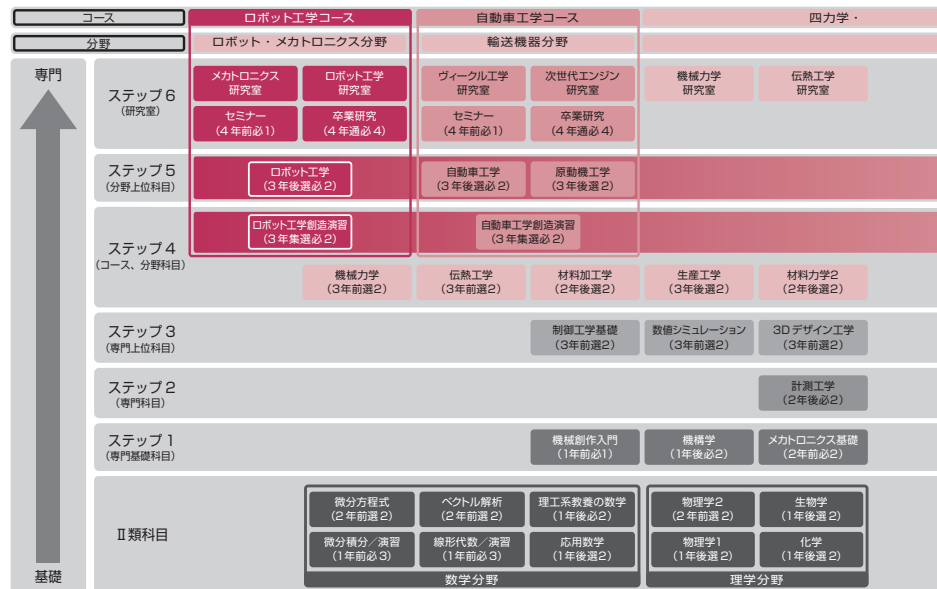 コース
ロボット工学コース
自動車工学コース
四力学・
分野
ロボット・メカトロニクス分野
輸送機器分野
専門
ステップ6
(研究室)
メカトロニクス
研究室
ロボット工学
研究室
ヴィークル工学
研究室
次世代エンジン
研究室
機械力学
研究室
伝熱工学
研究室
セミナー
(4年前必1)
卒業研究
(4年通必4)
セミナー
(4年前必1)
卒業研究
(4年通必4)
ステップ5
(分野上位科目)
ロボット工学
(3年後選必2)
自動車工学
(3年後選必2)
原動機工学
(3年後選2)
ステップ4
(コース、分野科目)
ロボット工学創造演習
(3年集選必2)
自動車工学創造演習
(3年集選必2)
機械力学
(3年前選2)
伝熱工学
(3年前選2)
材料加工学
(2年後選2)
生産工学
(3年後選2)
材料力学2
(2年後選2)
ステップ3
(専門上位科目)
制御工学基礎
(3年前選2)
数値シミュレーション
(3年前選2)
3Dデザイン工学
(3年前選2)
ステップ2
(専門科目)
計測工学
(2年後必2)
ステップ1
(専門基礎科目)
機械創作入門
(1年前必1)
機構学
(1年後必2)
メカトロニクス基礎
(2年前必2)
Ⅱ類科目
微分方程式
(2年前選2)
ベクトル解析
(2年前選2)
理工系教養の数学
(1年後必2)
物理学2
(2年前選2)
生物学
(1年後選2)
微分積分/演習
(1年前必3)
線形代数/演習
(1年前必3)
応用数学
(1年後選2)
物理学1
(1年後選2)
化学
(1年後選2)
数学分野
理学分野
基礎